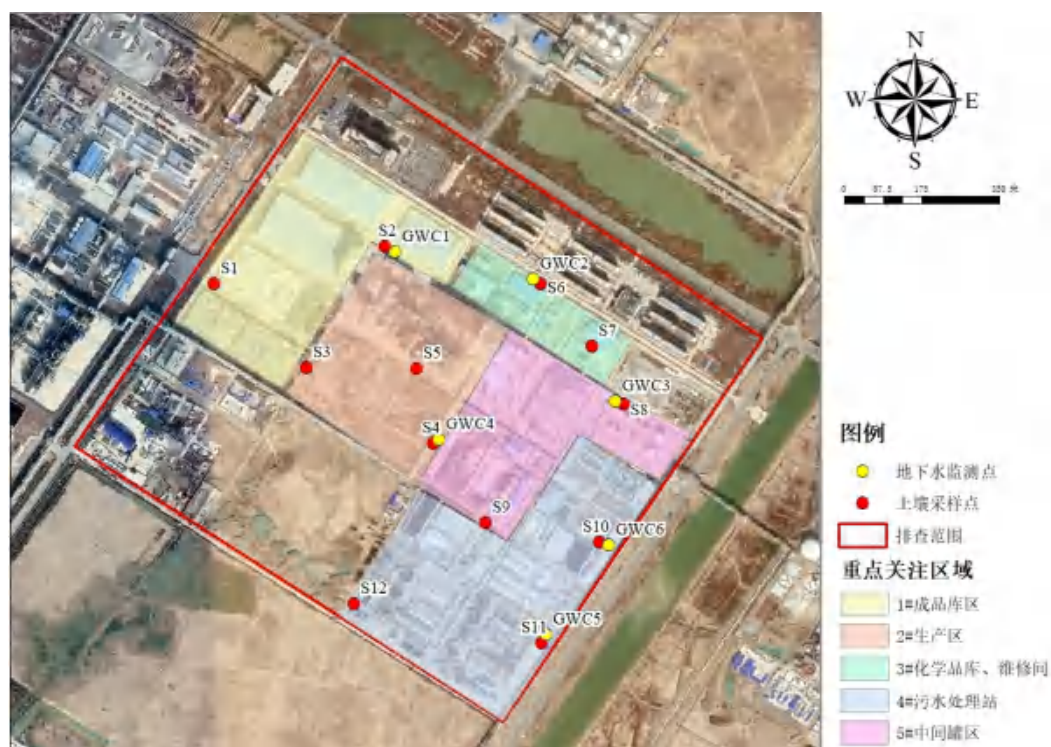 N
W
E
S
0 87.5 175 350 米
S2
GWC1
GWC2
S6
S1
S7
S3
S5
GWC3
S8
S4
GWC4
S9
S10
GWC6
S12
GWC5
S11
图例
地下水监测点
土壤采样点
排查范围
重点关注区域
1#成品库区
2#生产区
3#化学品库、维修间
4#污水处理站
5#中间罐区